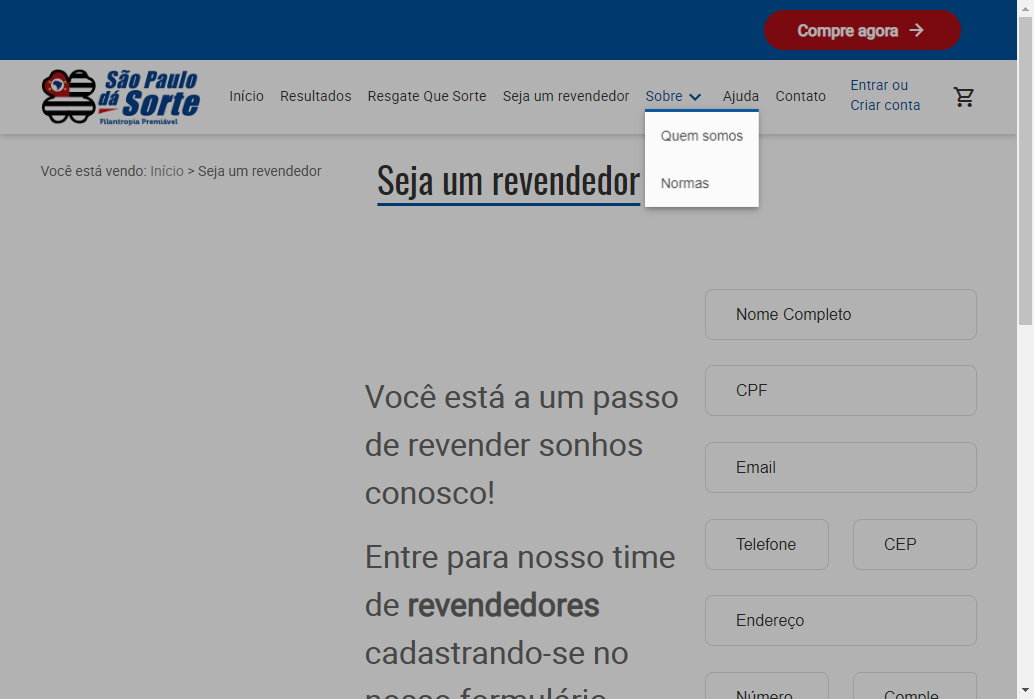 Compre agora
São Paulo
dá Sorte
Filantropia Premiável
Início Resultados Resgate Que Sorte Seja um revendedor Sobre Ajuda Contato
Entrar ou
Criar conta
Quem somos
Normas
Você está vendo: Início > Seja um revendedor
Seja um revendedor
Nome Completo
CPF
Email
Telefone
CEP
Endereço
Número
Comple
Você está a um passo
de revender sonhos
conosco!
Entre para nosso time
de revendedores
cadastrando-se no
nosso formulário